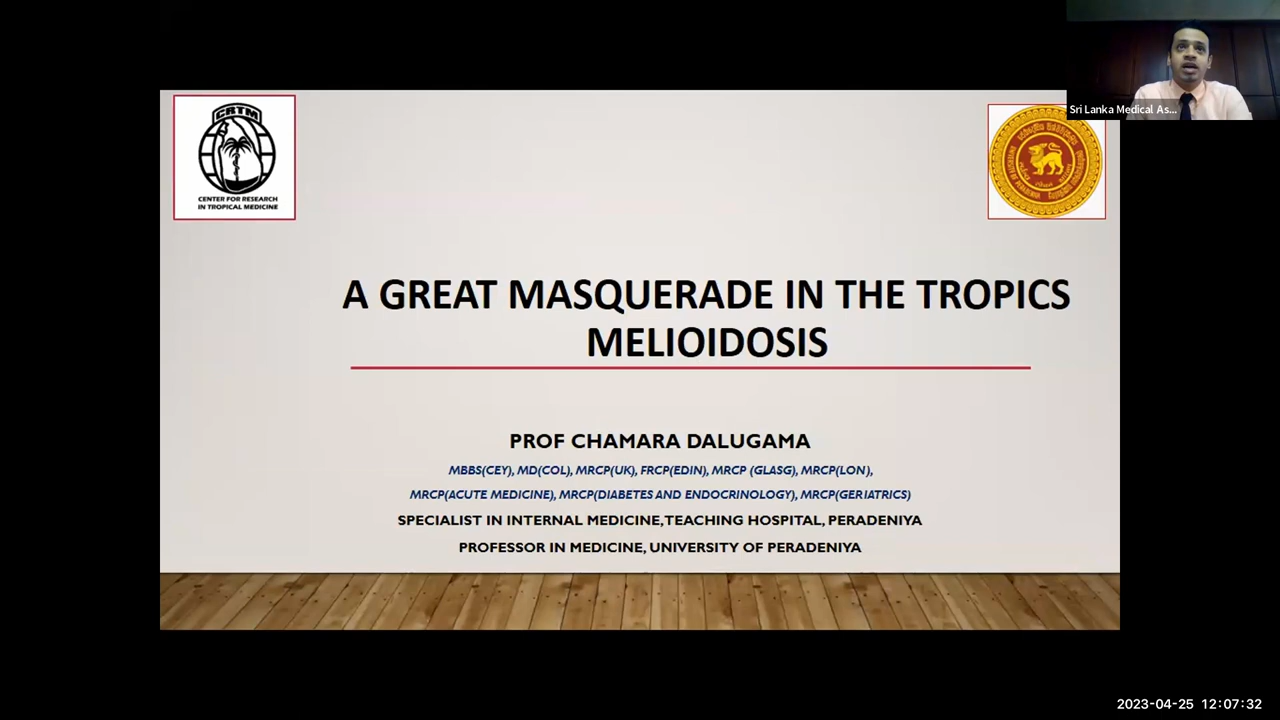 CRTM
CENTER FOR RESEARCH
IN TROPICAL MEDICINE
Sri Lanka Medical As...
A GREAT MASQUERADE IN THE TROPICS
MELIOIDOSIS
PROF CHAMARA DALUGAMA
MBBS(CEY), MD(COL), MRCP(UK), FRCP(EDIN), MRCP (GLASG), MRCP(LON),
MRCP(ACUTE MEDICINE), MRCP(DIABETES AND ENDOCRINOLOGY), MRCP(GERIATRICS)
SPECIALIST IN INTERNAL MEDICINE,TEACHING HOSPITAL, PERADENIYA
PROFESSOR IN MEDICINE, UNIVERSITY OF PERADENIYA
2023-04-25 12:07:32